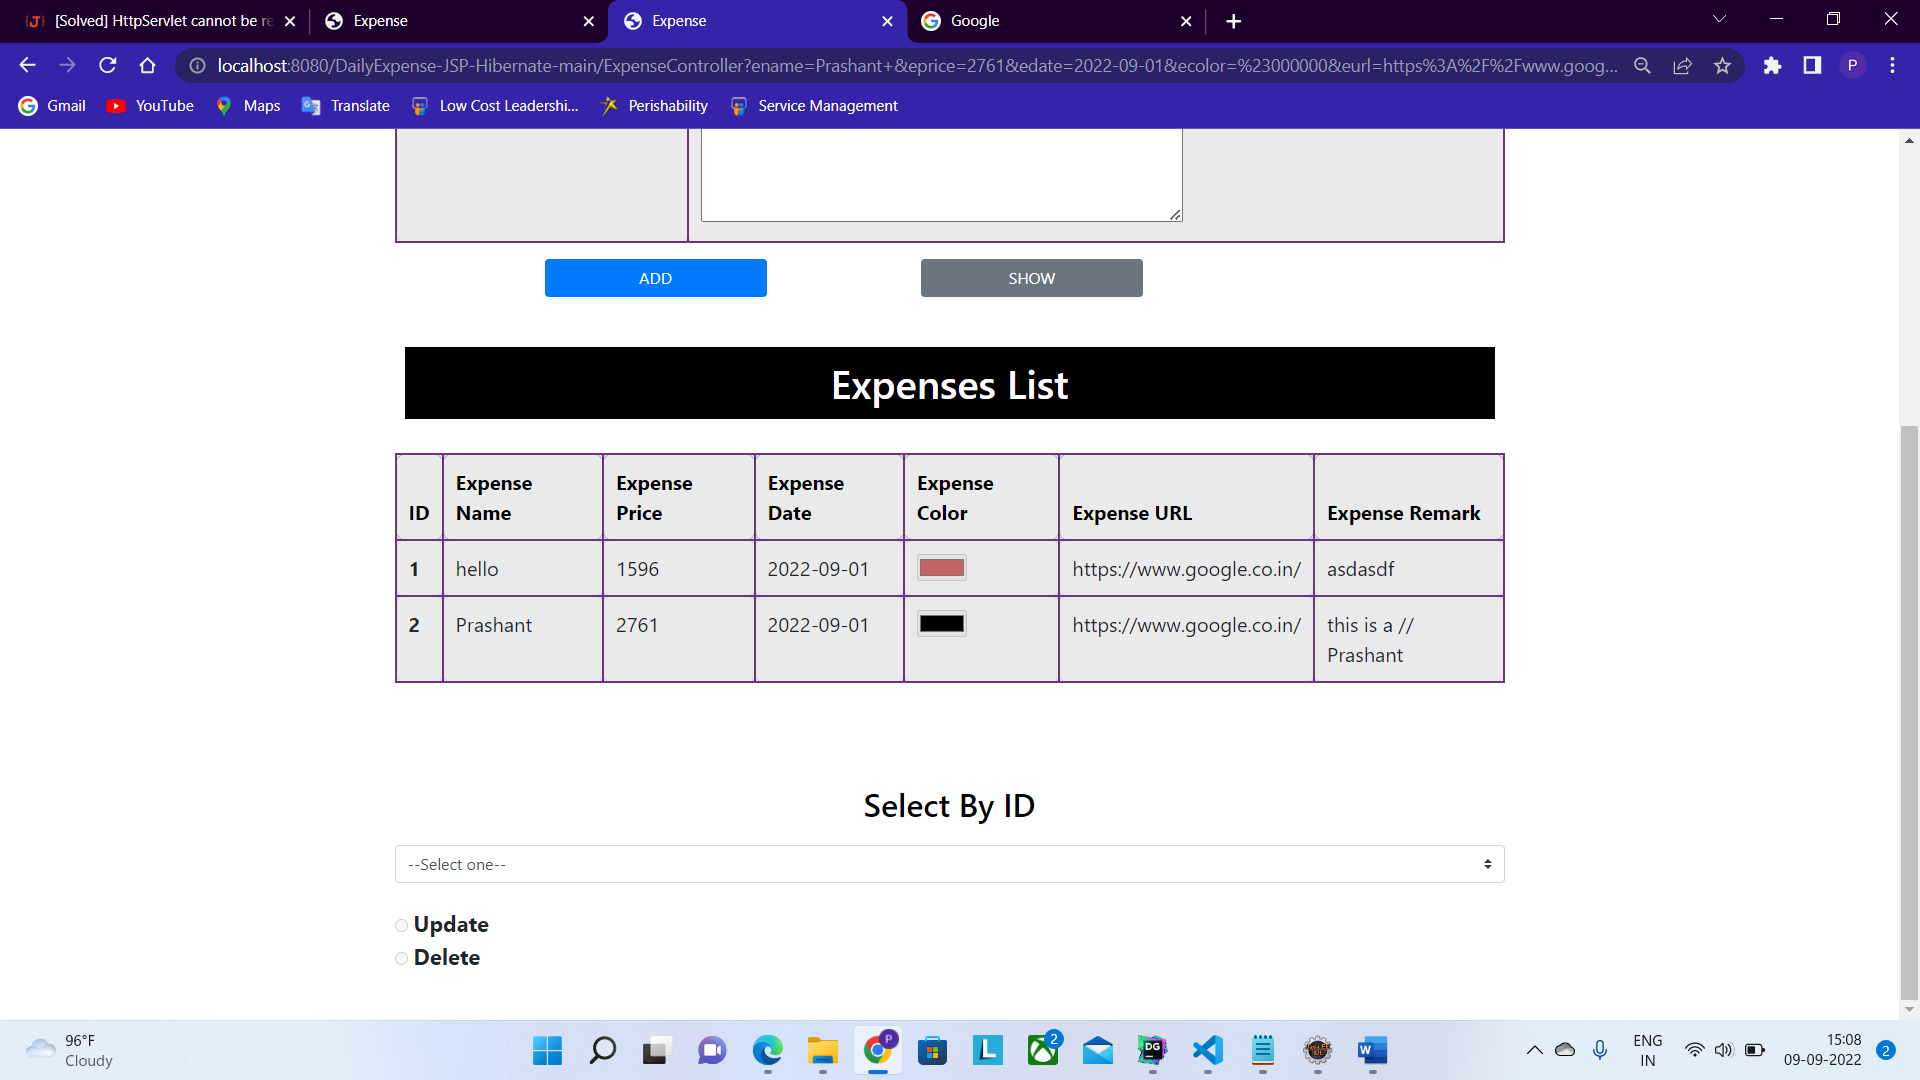 [Solved] HttpServlet cannot be re
Expense
Expense
Google
localhost:8080/DailyExpense-JSP-Hibernate-main/ExpenseController?ename=Prashant+&eprice=2761&edate=2022-09-01&ecolor=%23000000&eurl=https%3A%2F%2Fwww.goog...
P
Gmail
YouTube
Maps
Translate
Low Cost Leadershi...
Perishability
Service Management
ADD
SHOW
Expenses List
ID
Expense Name
Expense Price
Expense Date
Expense Color
Expense URL
Expense Remark
1
hello
1596
2022-09-01
https://www.google.co.in/
asdasdf
2
Prashant
2761
2022-09-01
https://www.google.co.in/
this is a //
Prashant
Select By ID
--Select one--
Update
Delete
96°F
Cloudy
P
L
2
DG
W
ENG
IN
15:08
09-09-2022
2